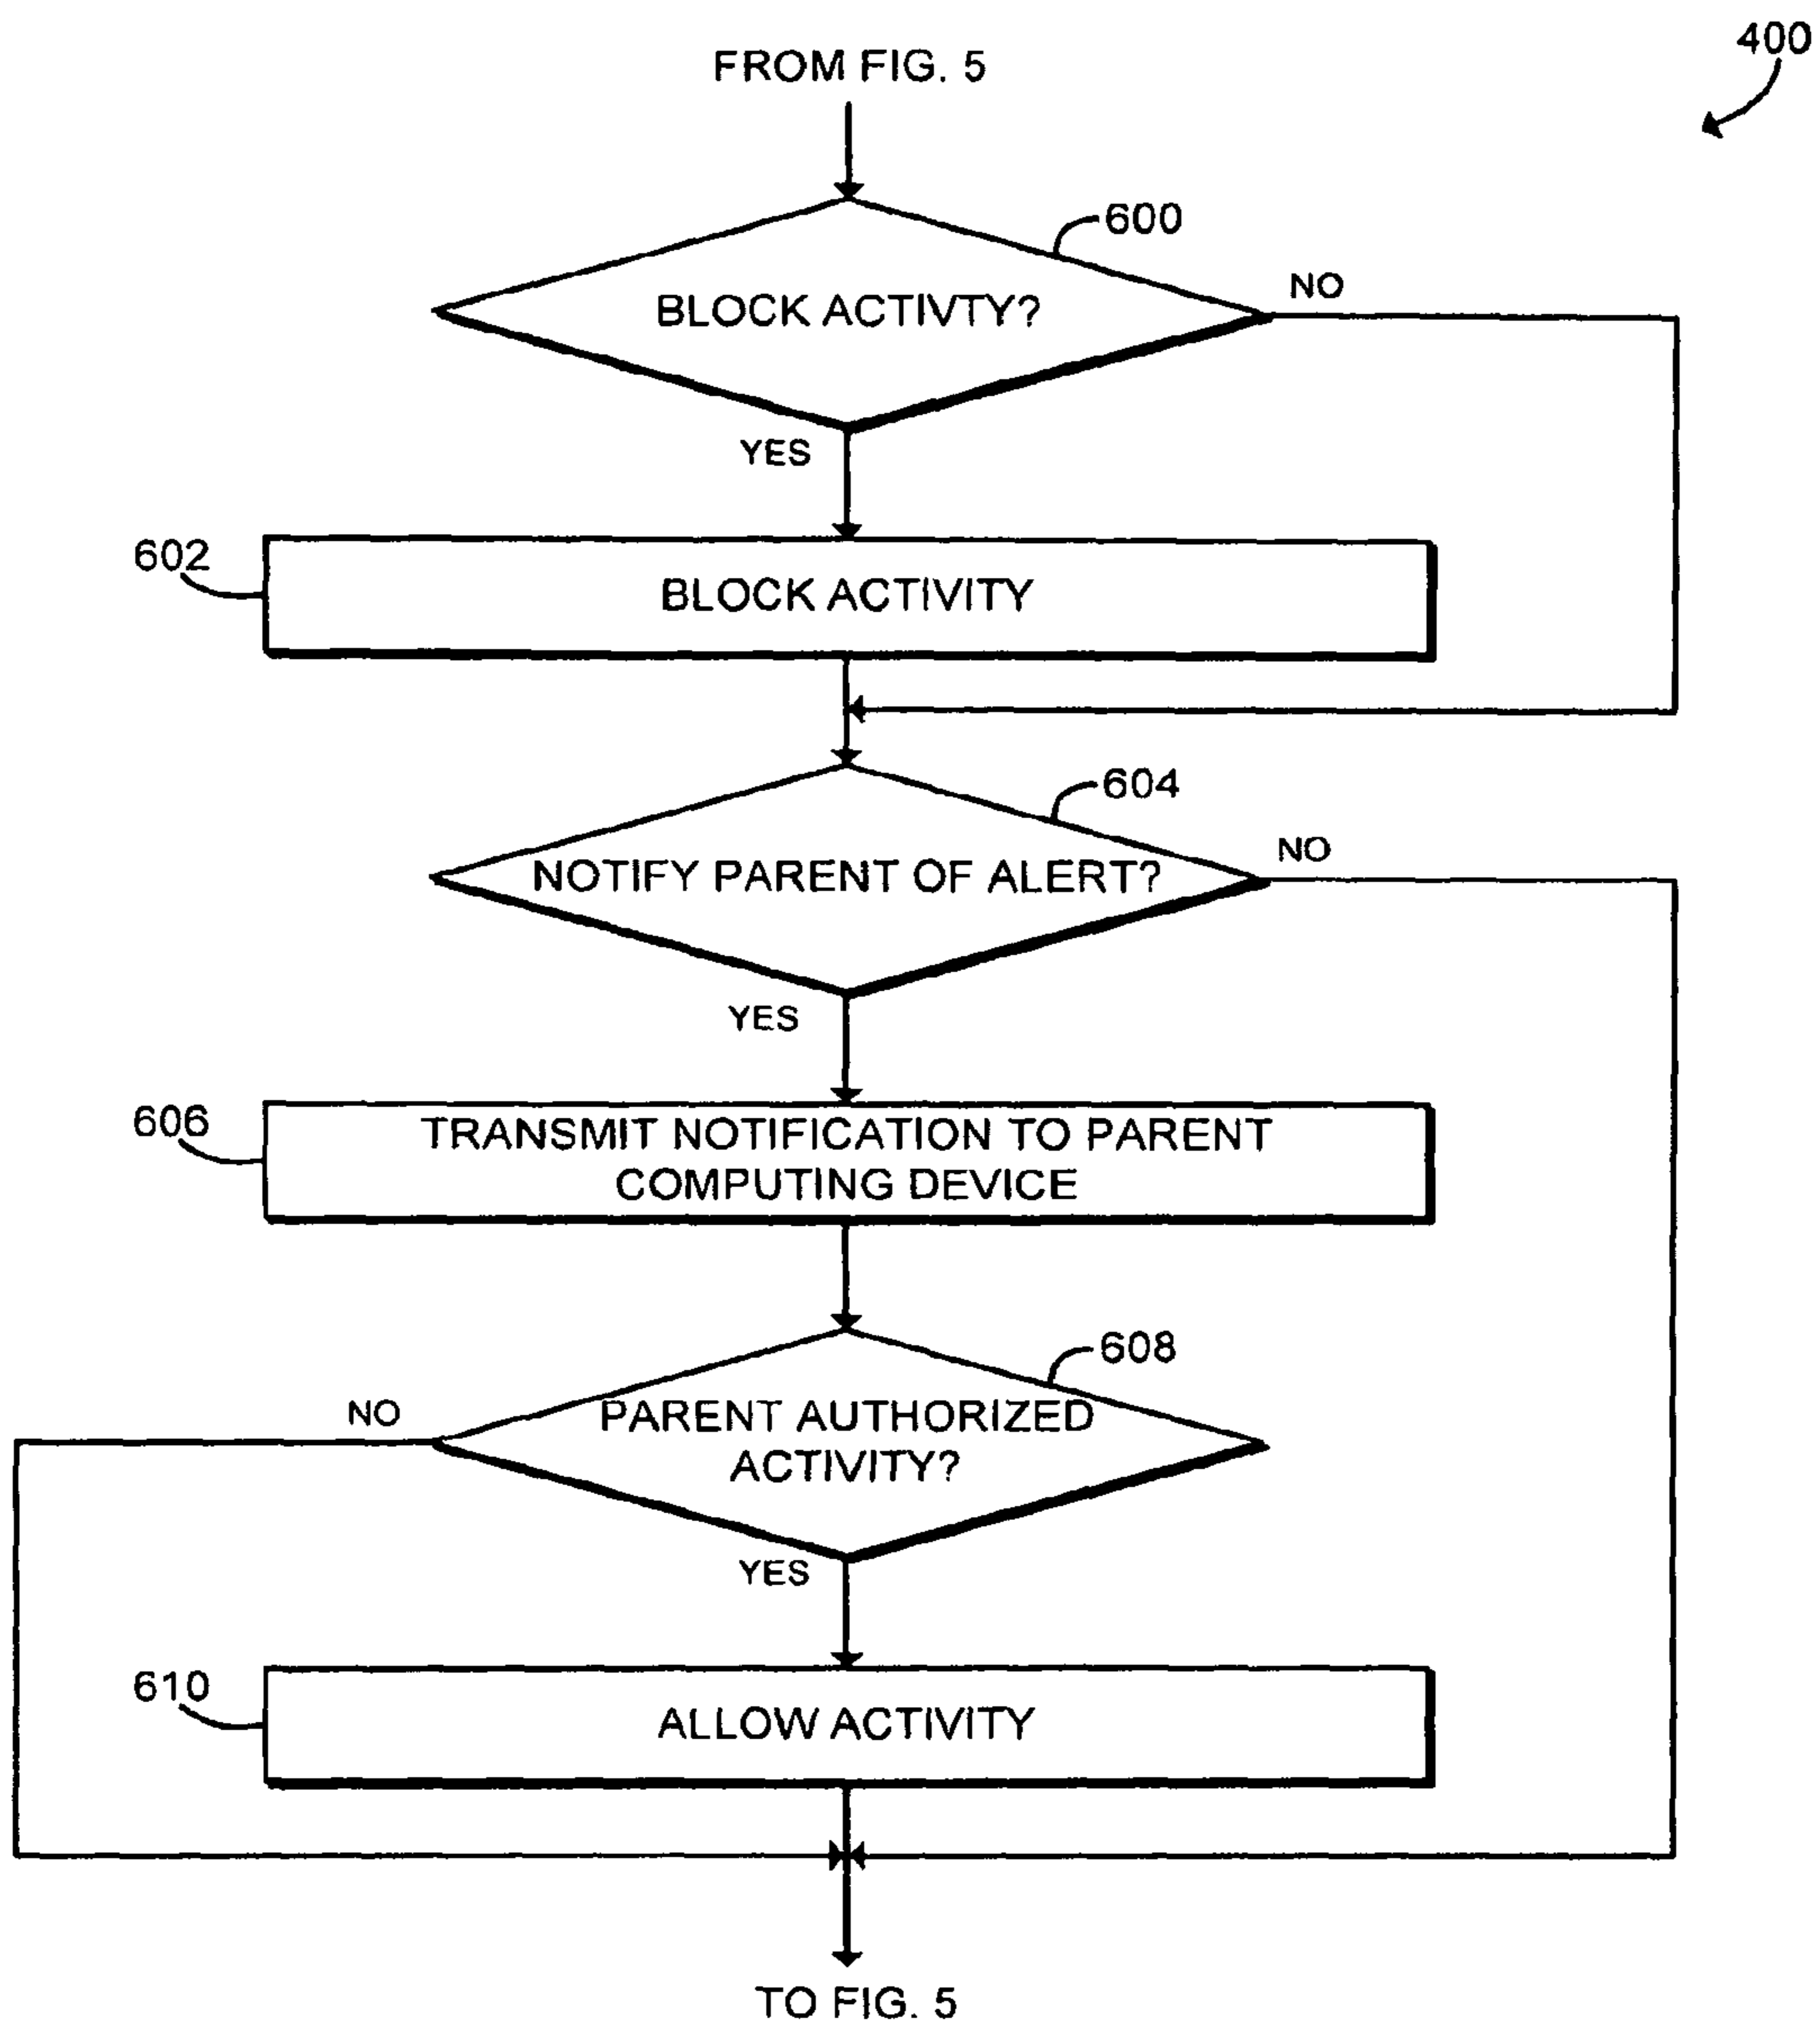 400
FROM FIG. 5
600
BLOCK ACTIVTY?
NO
YES
602
BLOCK ACTIVITY
604
NOTIFY PARENT OF ALERT?
NO
YES
606
TRANSMIT NOTIFICATION TO PARENT
COMPUTING DEVICE
608
NO
PARENT AUTHORIZED
ACTIVITY?
YES
610
ALLOW ACTIVITY
TO FIG. 5